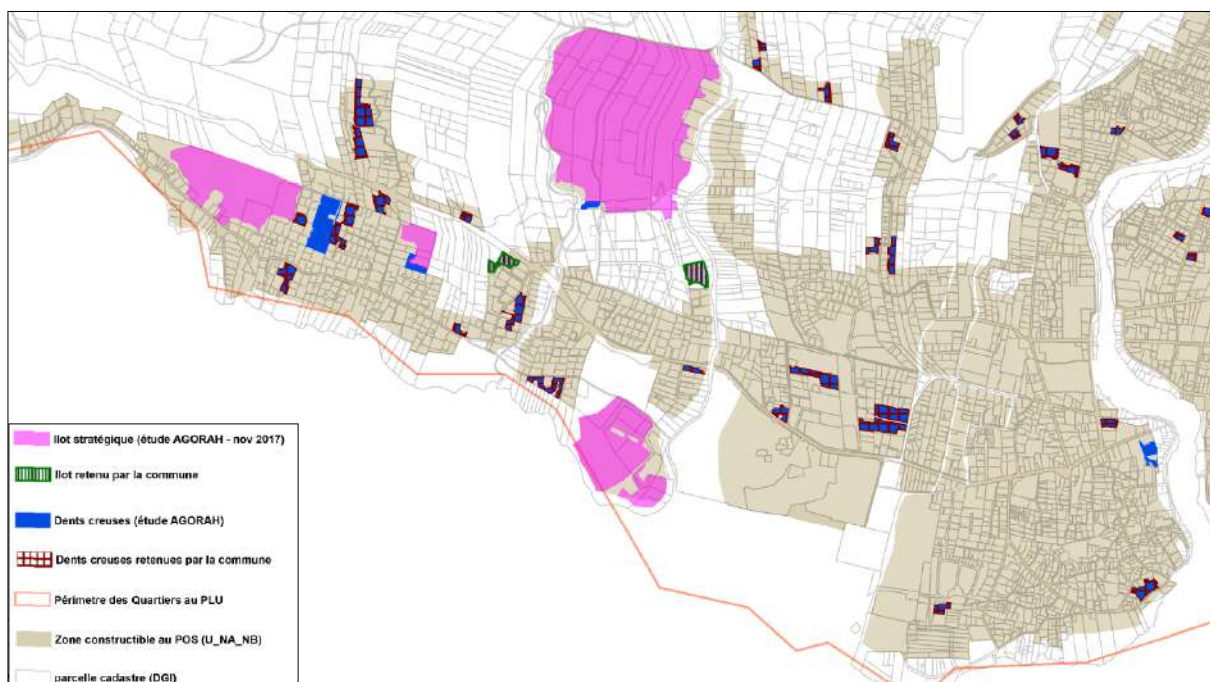 Ilot stratégique (étude AGORAH - nov 2017)
Ilot retenu par la commune
Dents creuses (étude AGORAH)
Dents creuses retenues par la commune
Périmetre des Quartiers au PLU
Zone constructible au POS (U_NA_NB)
parcelle cadastre (DGI)